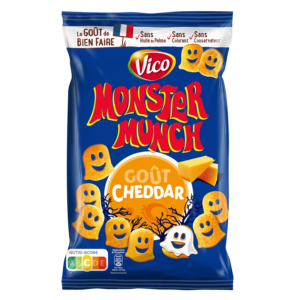 Le GOÛT de
BIEN FAIRE
Sans
Huile de Palme
Sans
Colorant
Sans
Conservateur
Vico
MONSTER
MUNCH
GOÛT
CHEDDAR
NUTRI-SCORE
A B C D E